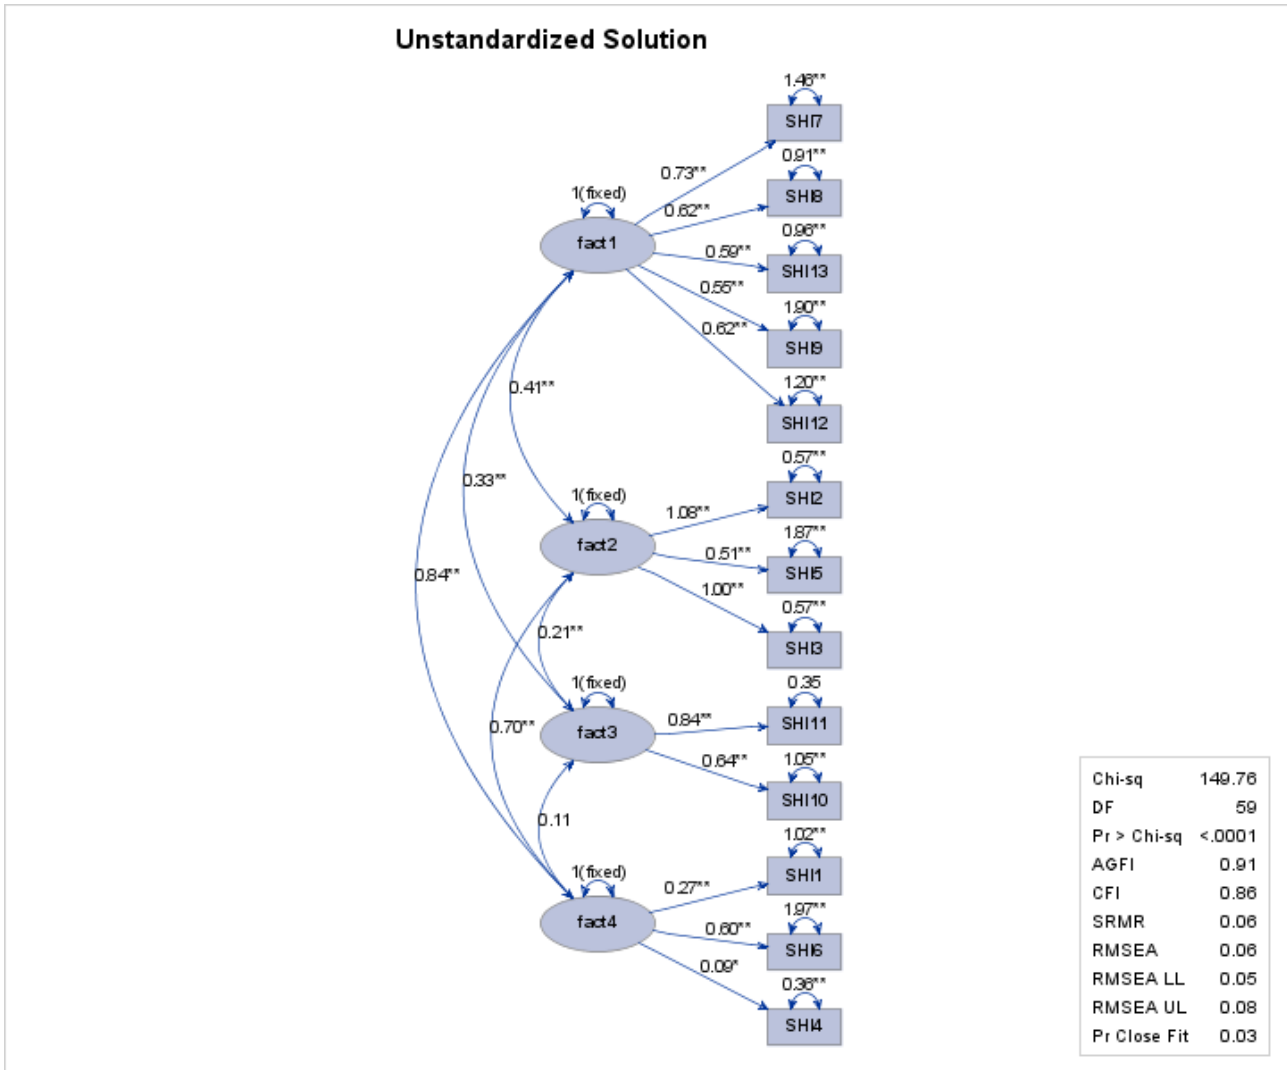 Unstandardized Solution
1.46**
SHI7
0.91**
0.73**
SHI8
1(fixed)
0.62**
0.96**
fact1
0.59**
SHI13
0.55**
1.90**
0.62**
SHI9
1.20**
0.41**
SHI12
0.57**
0.33**
1(fixed)
SHI2
1.08**
1.87**
fact2
0.51**
SHI5
0.84**
1.00**
0.57**
0.21**
SHI3
1(fixed)
0.35
0.70**
fact3
0.84**
SHI11
0.64**
1.05**
SHI10
0.11
1.02**
1(fixed)
0.27**
SHI1
1.97**
fact4
0.60**
SHI6
0.09*
0.36**
SHI4
Chi-sq 149.76
DF 59
Pr > Chi-sq <.0001
AGFI 0.91
CFI 0.86
SRMR 0.06
RMSEA 0.06
RMSEA LL 0.05
RMSEA UL 0.08
Pr Close Fit 0.03